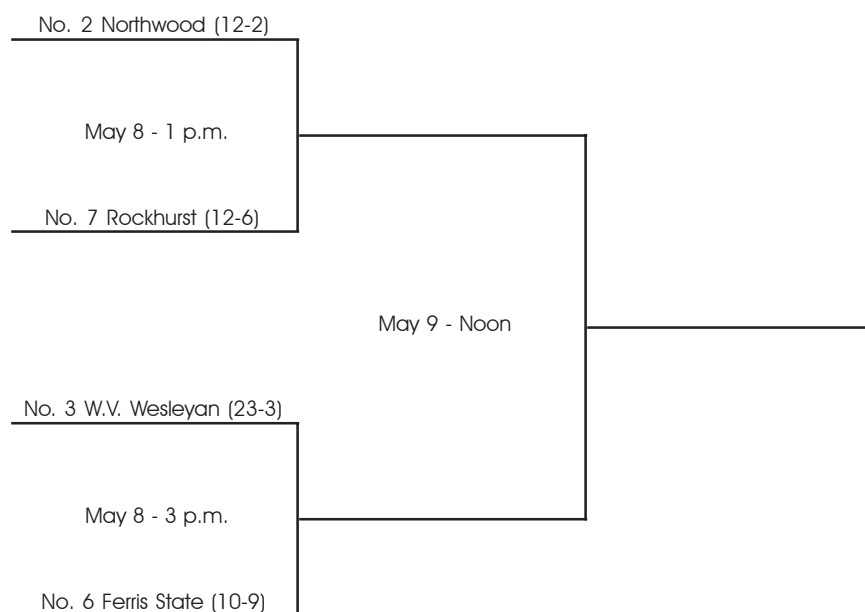 No. 2 Northwood (12-2)
May 8 - 1 p.m.
No. 7 Rockhurst (12-6)
May 9 - Noon
No. 3 W.V. Wesleyan (23-3)
May 8 - 3 p.m.
No. 6 Ferris State (10-9)